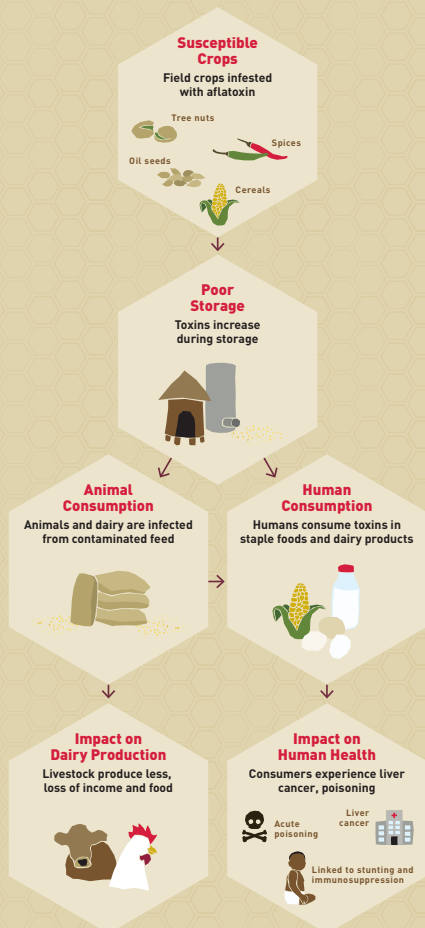 Susceptible
Crops
Field crops infested
with aflatoxin
Tree nuts
Spices
Oil seeds
Cereals
Poor
Storage
Toxins increase
during storage
Animal
Consumption
Animals and dairy are infected
from contaminated feed
Human
Consumption
Humans consume toxins in
staple foods and dairy products
Impact on
Dairy Production
Livestock produce less,
loss of income and food
Impact on
Human Health
Consumers experience liver
cancer, poisoning
Acute
poisoning
Liver
cancer
Linked to stunting and
immunosuppression